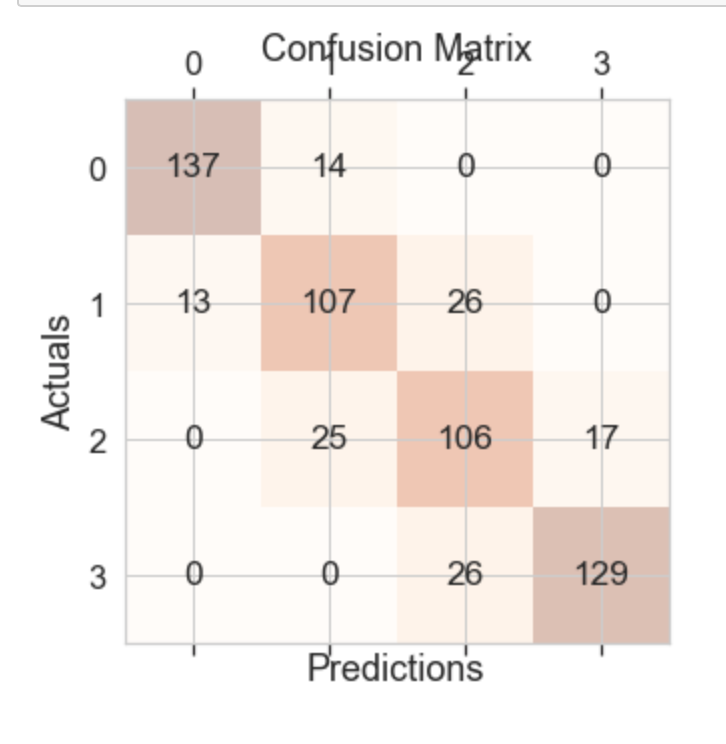 Confusion Matrix
0 1 2 3
0 137 14 0 0
1 13 107 26 0
Actuals
2 0 25 106 17
3 0 0 26 129
Predictions